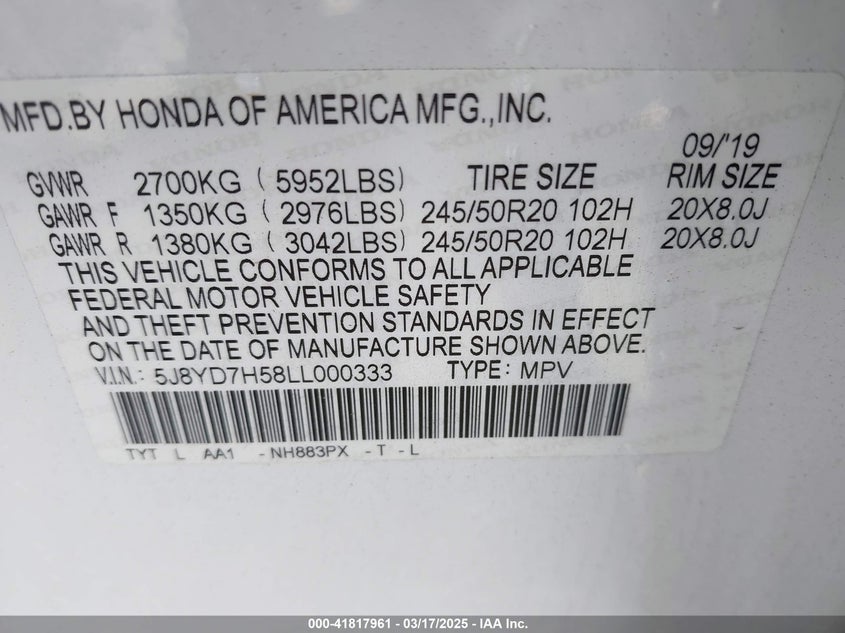 MFD.BY HONDA OF AMERICA MFG.,INC.
09/'19
GVWR 2700KG ( 5952LBS) TIRE SIZE RIM SIZE
GAWR F 1350KG ( 2976LBS) 245/50R20 102H 20X8.0J
GAWR R 1380KG ( 3042LBS) 245/50R20 102H 20X8.0J
THIS VEHICLE CONFORMS TO ALL APPLICABLE
FEDERAL MOTOR VEHICLE SAFETY
AND THEFT PREVENTION STANDARDS IN EFFECT
ON THE DATE OF MANUFACTURE SHOWN ABOVE.
V.I.N.: 5J8YD7H58LL000333 TYPE: MPV
TYT L AA1 -NH883PX -T -L
000-41817961 — 03/17/2025 — IAA Inc.